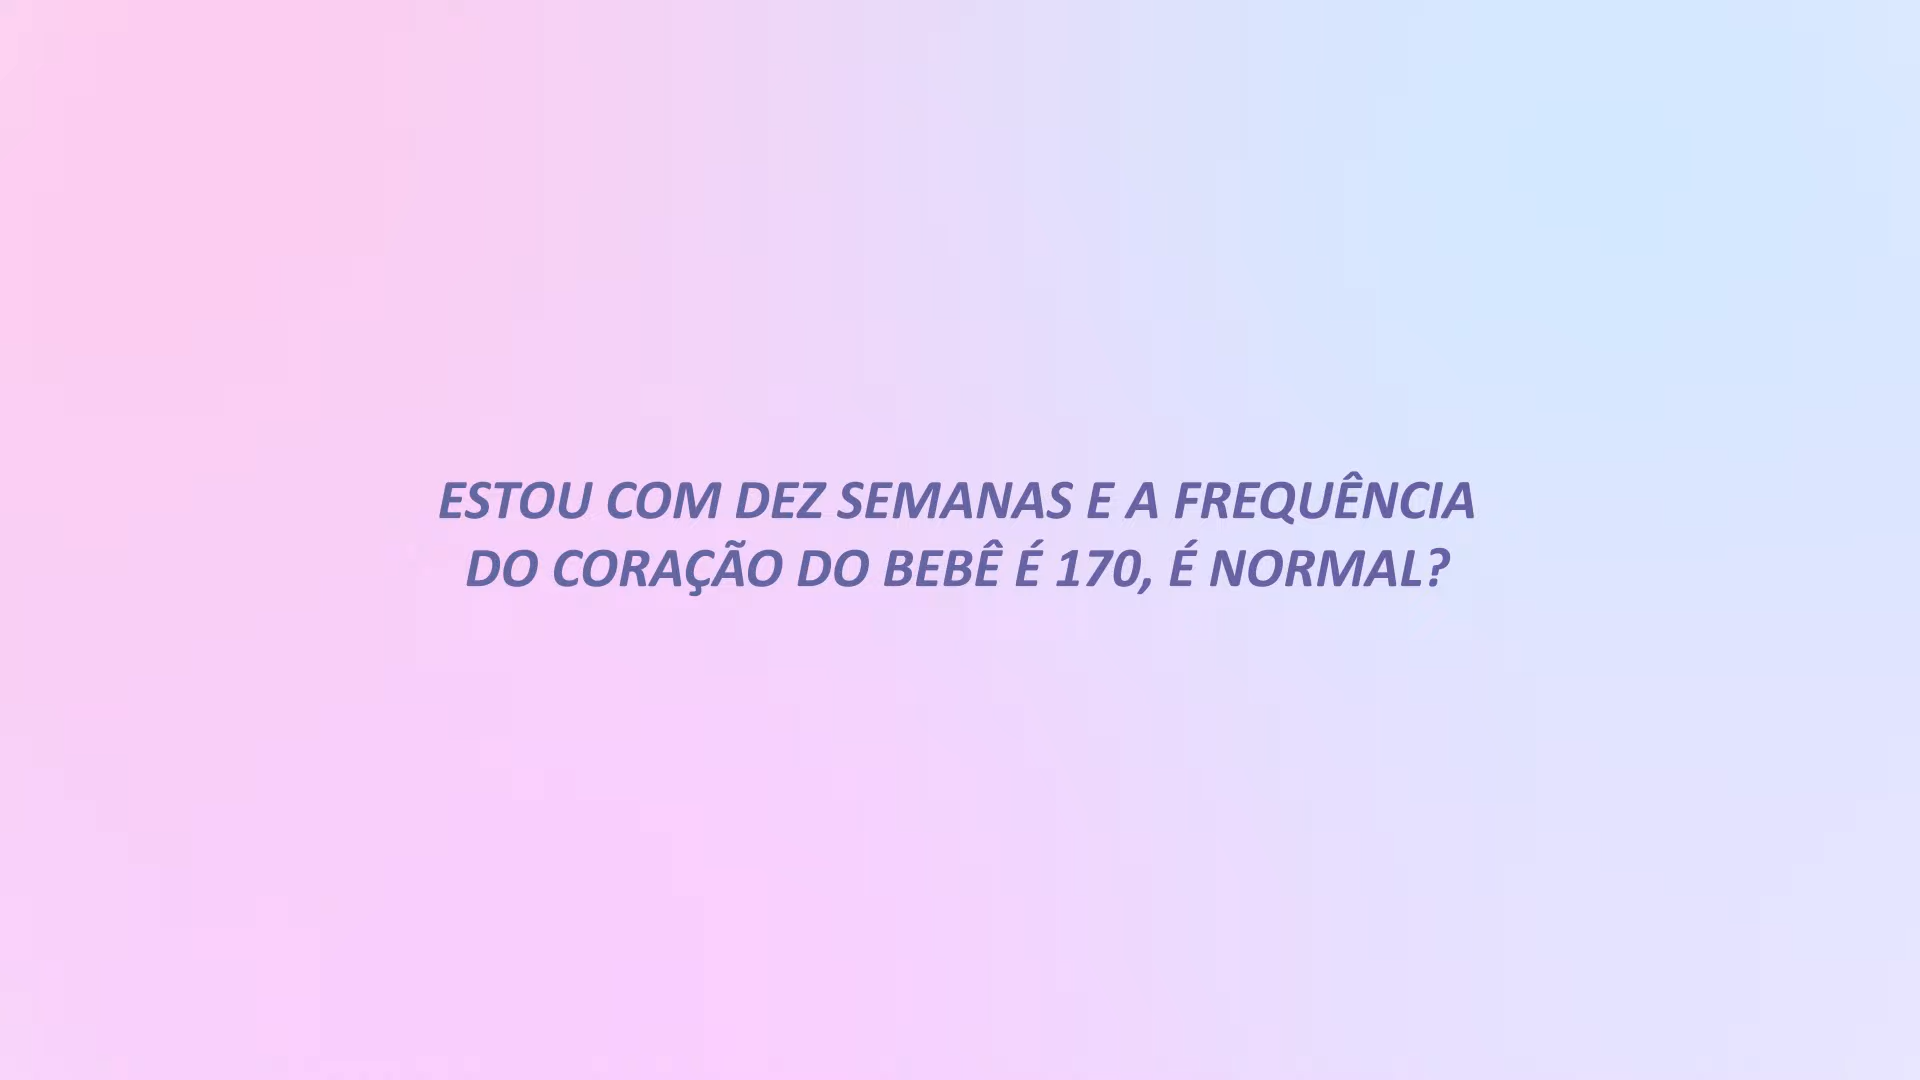 ESTOU COM DEZ SEMANAS E A FREQUÊNCIA
DO CORAÇÃO DO BEBÊ É 170, É NORMAL?